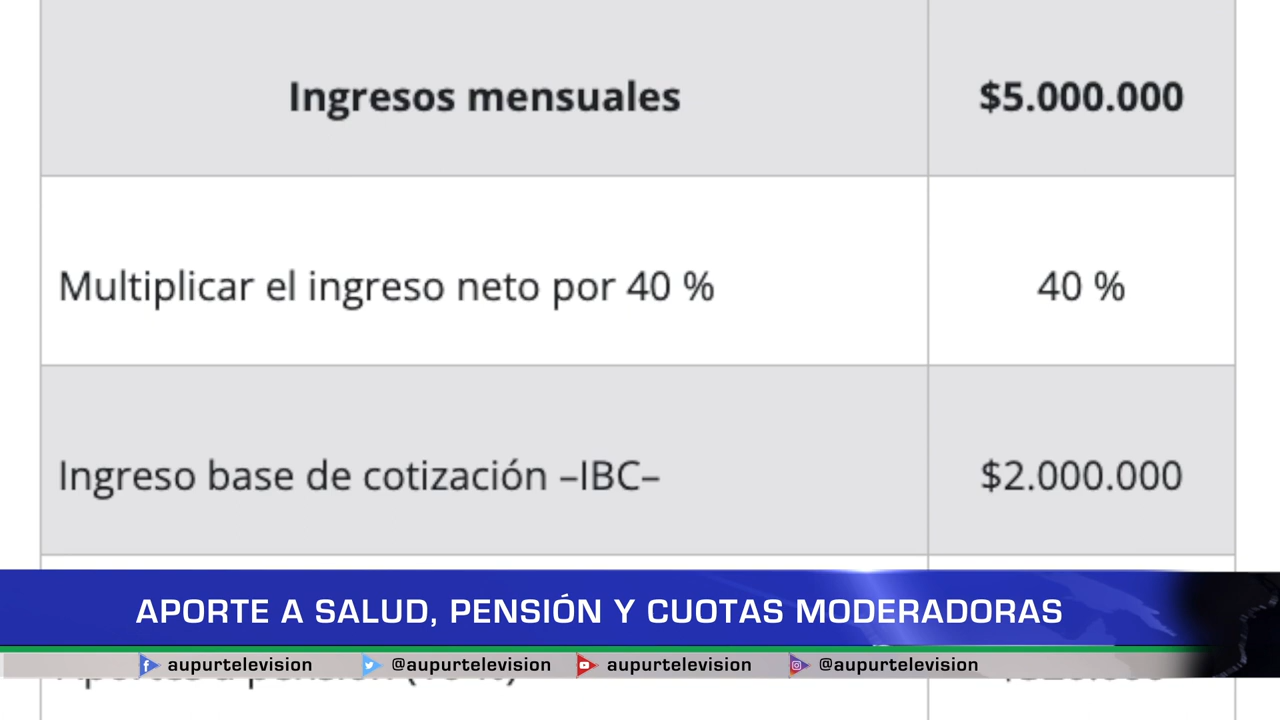 Ingresos mensuales $5.000.000
Multiplicar el ingreso neto por 40 % 40 %
Ingreso base de cotización –IBC– $2.000.000
APORTE A SALUD, PENSIÓN Y CUOTAS MODERADORAS
aupurtelevision @aupurtelevision aupurtelevision @aupurtelevision